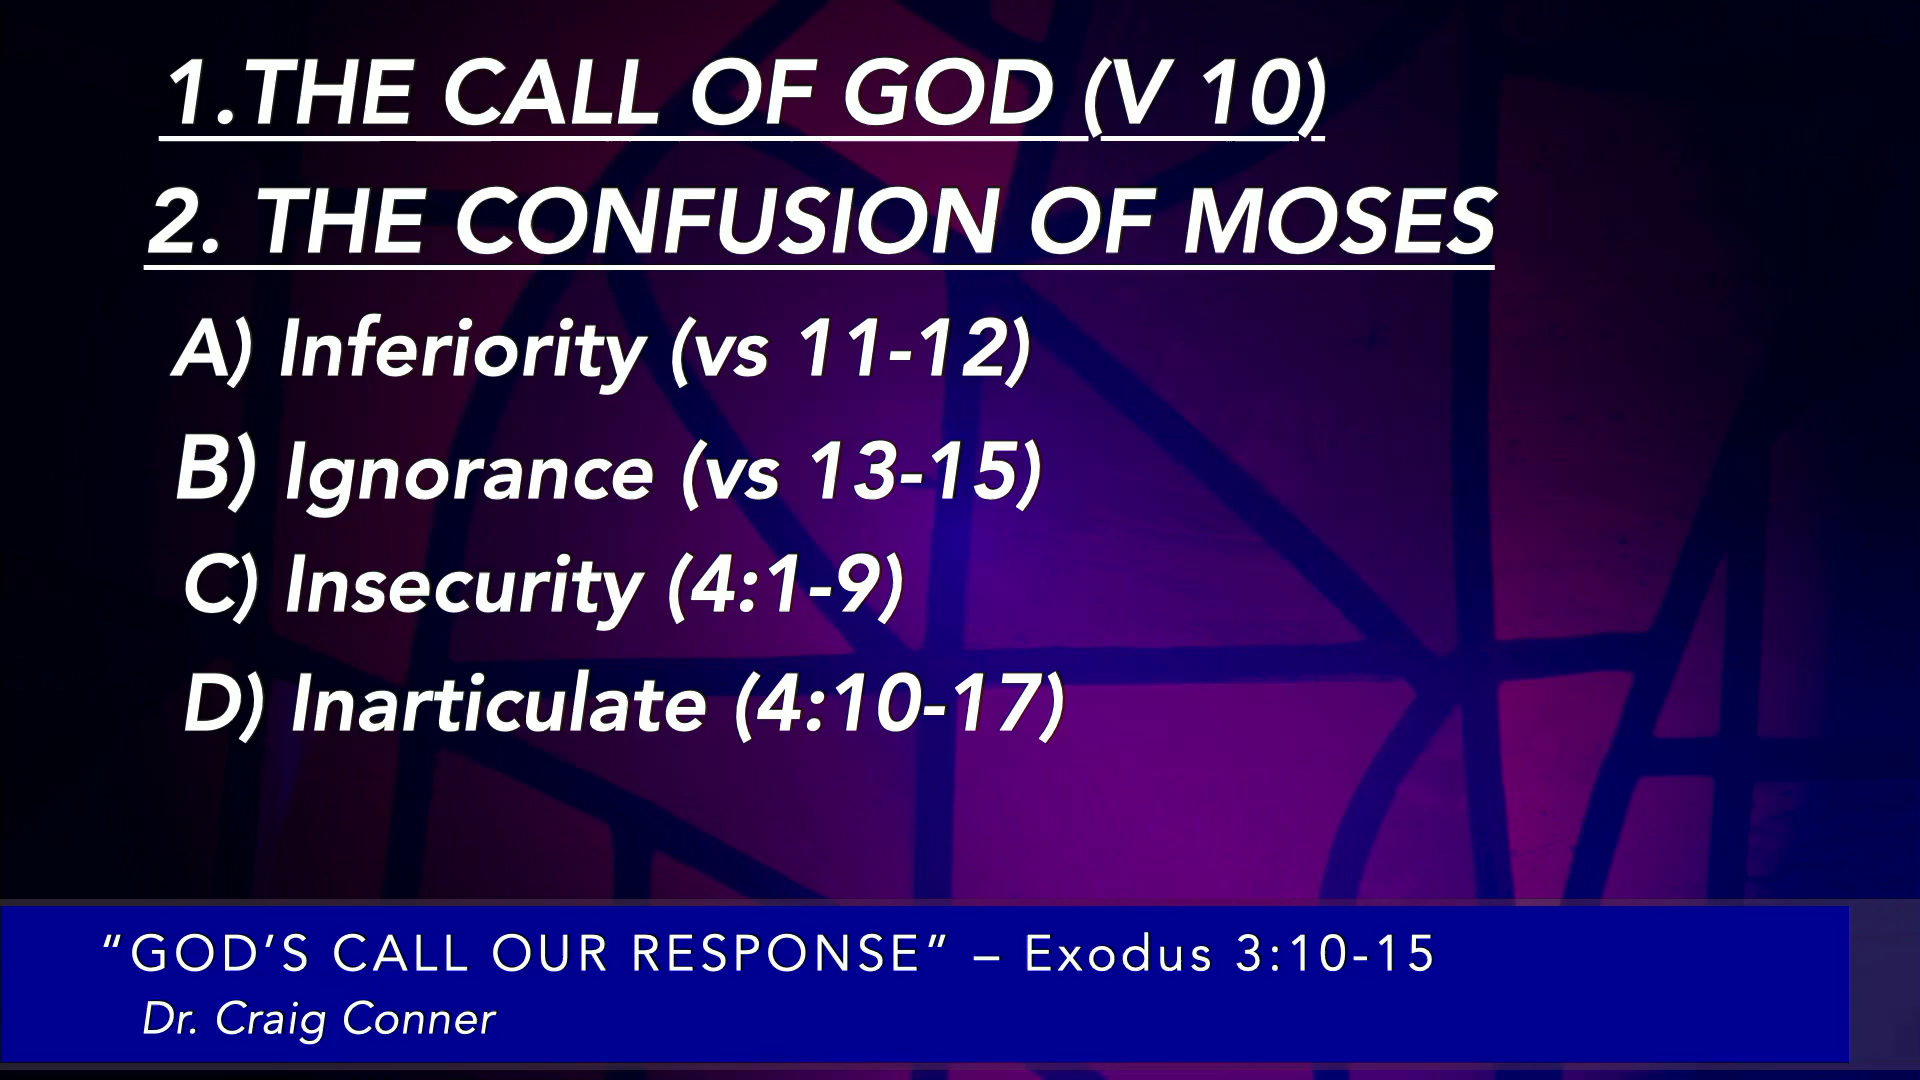 1.THE CALL OF GOD (V 10)
2. THE CONFUSION OF MOSES
A) Inferiority (vs 11-12)
B) Ignorance (vs 13-15)
C) Insecurity (4:1-9)
D) Inarticulate (4:10-17)
“GOD’S CALL OUR RESPONSE” – Exodus 3:10-15
Dr. Craig Conner